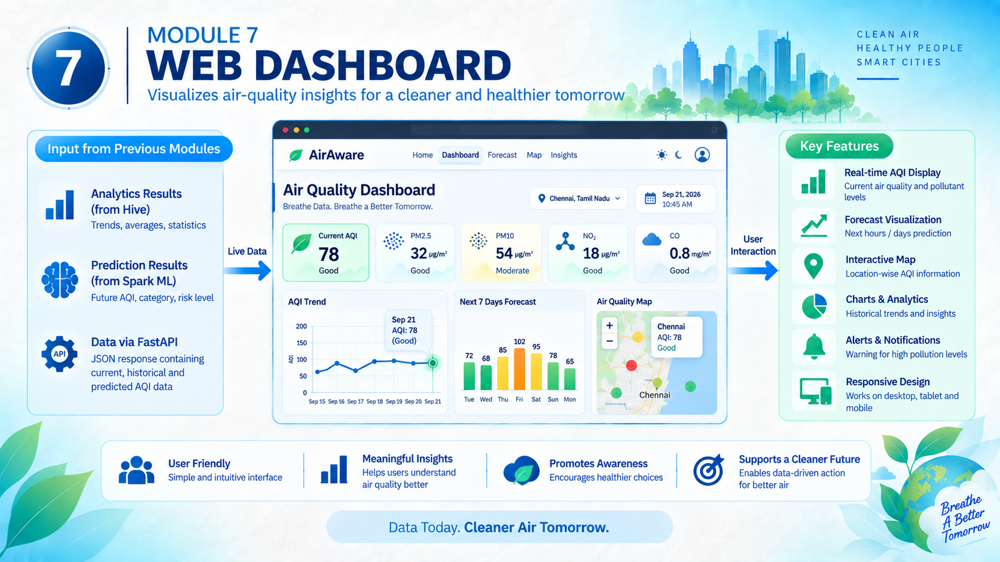 7
MODULE 7
WEB DASHBOARD
Visualizes air-quality insights for a cleaner and healthier tomorrow
CLEAN AIR
HEALTHY PEOPLE
SMART CITIES
Input from Previous Modules
Analytics Results
(from Hive)
Trends, averages, statistics
Prediction Results
(from Spark ML)
Future AQI, category, risk level
API
Data via FastAPI
JSON response containing
current, historical and
predicted AQI data
Live Data
AirAware
Home Dashboard Forecast Map Insights
Air Quality Dashboard
Breathe Data. Breathe a Better Tomorrow.
Chennai, Tamil Nadu
Sep 21, 2026
10:45 AM
Current AQI
78
Good
PM2.5
32 µg/m³
Good
PM10
54 µg/m³
Moderate
NO₂
18 µg/m³
Good
CO
0.8 mg/m³
Good
AQI Trend
Sep 21
AQI: 78
(Good)
200
150
100
50
0
AQI
Sep 15 Sep 16 Sep 17 Sep 18 Sep 19 Sep 20 Sep 21
Next 7 Days Forecast
72 68 85 102 95 78 65
Tue Wed Thu Fri Sat Sun Mon
Air Quality Map
+
−
Chennai
AQI: 78
Good
Chennai
User
Interaction
Key Features
Real-time AQI Display
Current air quality and pollutant
levels
Forecast Visualization
Next hours / days prediction
Interactive Map
Location-wise AQI information
Charts & Analytics
Historical trends and insights
Alerts & Notifications
Warning for high pollution levels
Responsive Design
Works on desktop, tablet and
mobile
User Friendly
Simple and intuitive interface
Meaningful Insights
Helps users understand
air quality better
Promotes Awareness
Encourages healthier choices
Supports a Cleaner Future
Enables data-driven action
for better air
Data Today. Cleaner Air Tomorrow.
Breathe
A Better
Tomorrow